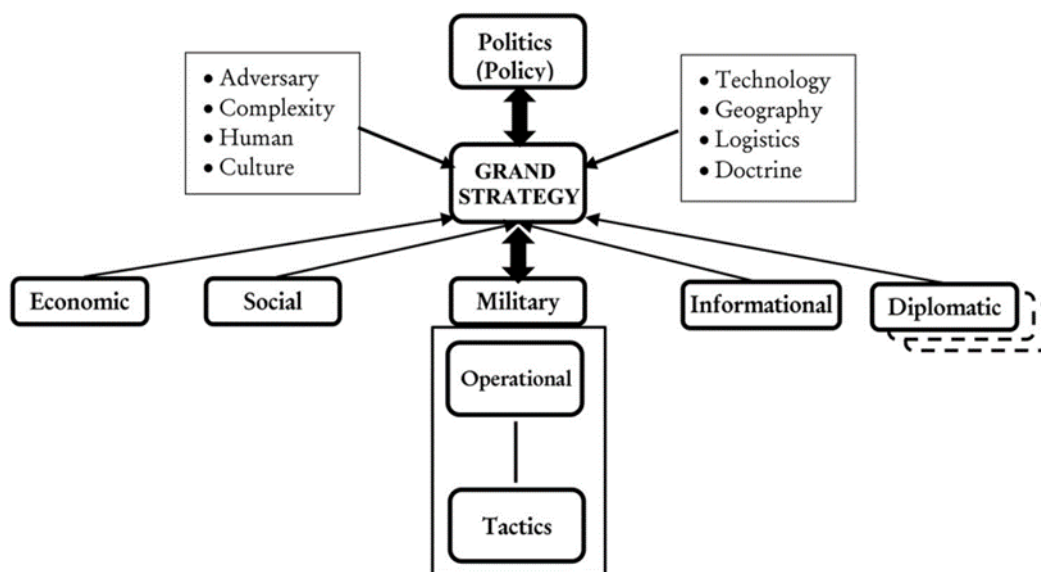 Politics
(Policy)
• Adversary
• Complexity
• Human
• Culture
• Technology
• Geography
• Logistics
• Doctrine
GRAND
STRATEGY
Economic
Social
Military
Informational
Diplomatic
Operational
Tactics